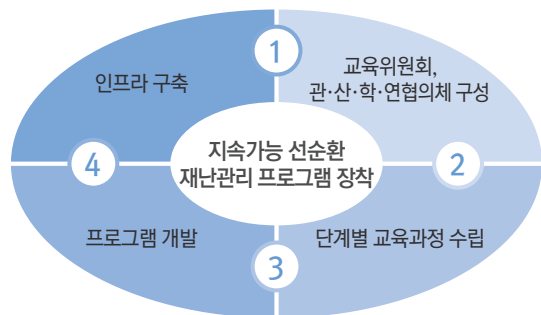 1
인프라 구축
교육위원회,
관·산·학·연협의체 구성
지속가능 선순환
재난관리 프로그램 장착
4
2
프로그램 개발
단계별 교육과정 수립
3